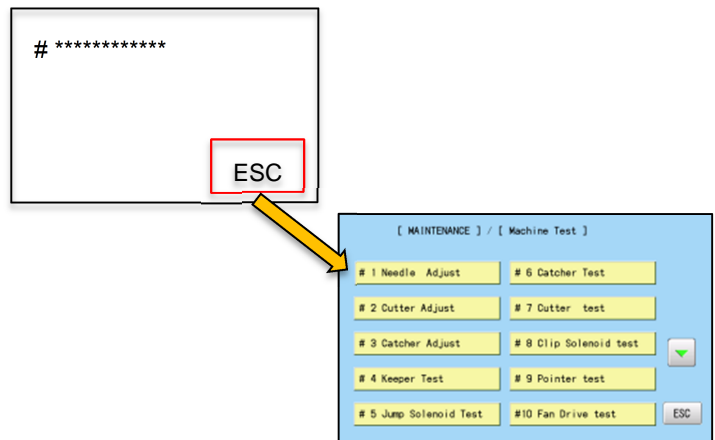 # ************
ESC
[ MAINTENANCE ] / [ Machine Test ]
# 1 Needle Adjust
# 6 Catcher Test
# 2 Cutter Adjust
# 7 Cutter test
# 3 Catcher Adjust
# 8 Clip Solenoid test
# 4 Keeper Test
# 9 Pointer test
# 5 Jump Solenoid Test
#10 Fan Drive test
ESC